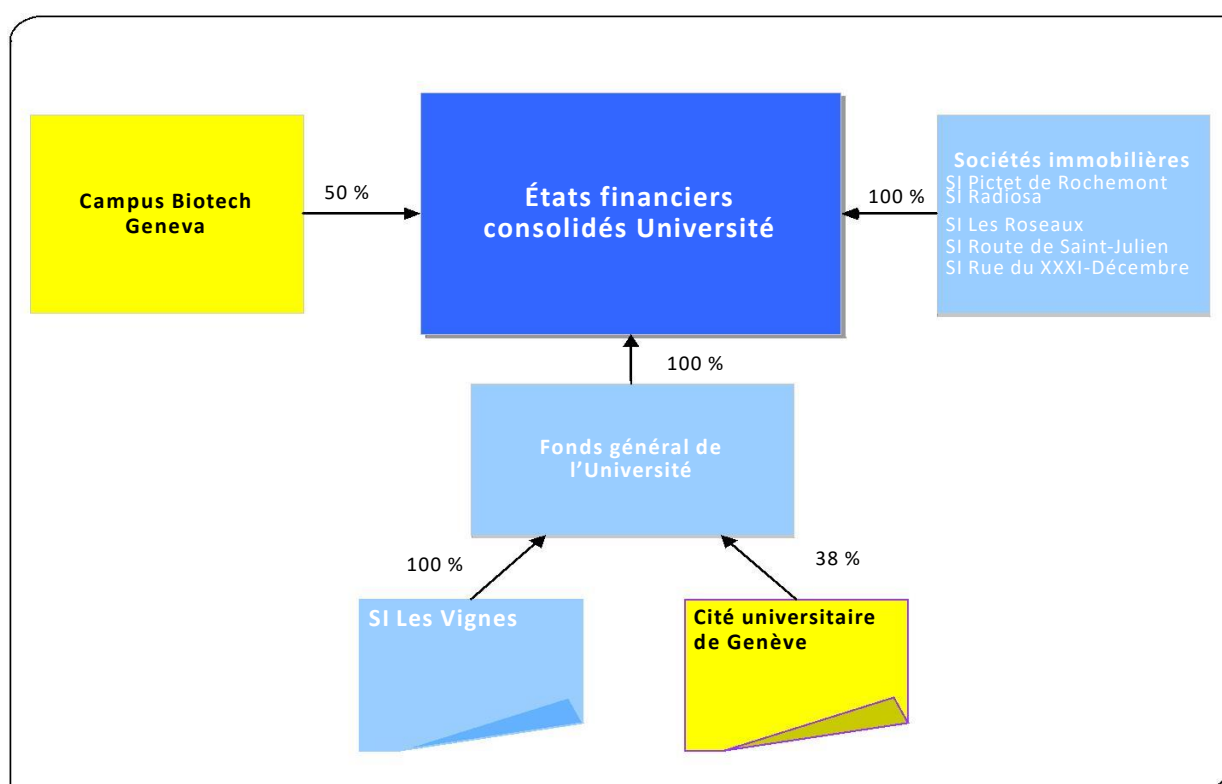 Campus Biotech
Geneva
50 %
États financiers
consolidés Université
100 %
Sociétés immobilières
SI Pictet de Rochemont
SI Radiosa
SI Les Roseaux
SI Route de Saint-Julien
SI Rue du XXXI-Décembre
100 %
Fonds général de
l’Université
100 %
38 %
SI Les Vignes
Cité universitaire
de Genève